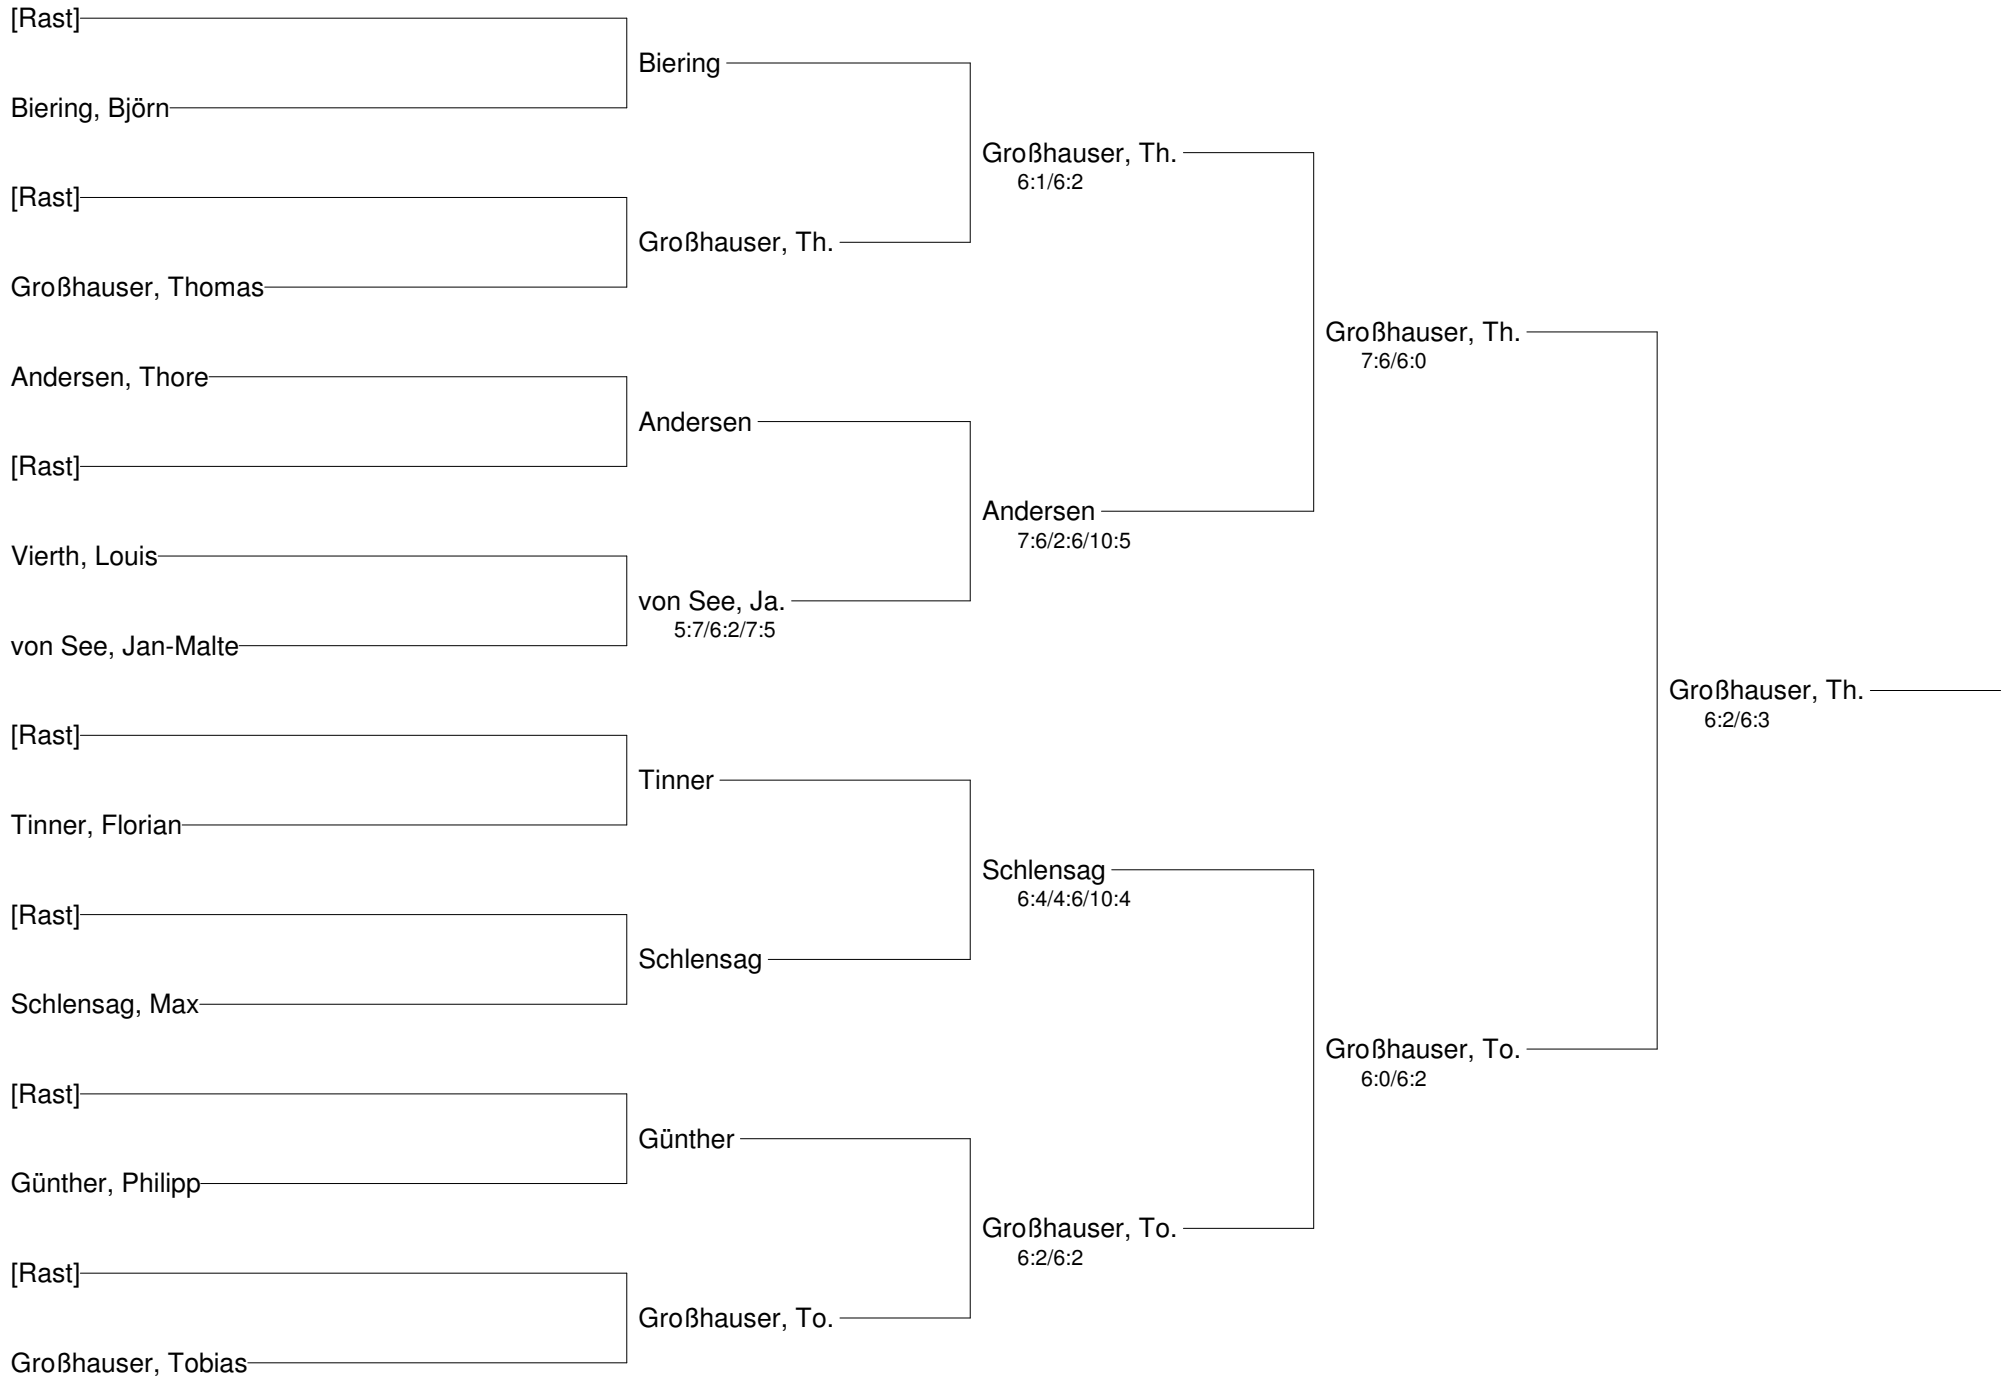 [Rast]
Biering, Björn
[Rast]
Großhauser, Thomas
Andersen, Thore
[Rast]
Vierth, Louis
von See, Jan-Malte
[Rast]
Tinner, Florian
[Rast]
Schlensag, Max
[Rast]
Günther, Philipp
[Rast]
Großhauser, Tobias
Biering
Großhauser, Th.
Andersen
von See, Ja.
5:7/6:2/7:5
Tinner
Schlensag
Günther
Großhauser, To.
Großhauser, Th.
6:1/6:2
Andersen
7:6/2:6/10:5
Schlensag
6:4/4:6/10:4
Großhauser, To.
6:2/6:2
Großhauser, Th.
7:6/6:0
Großhauser, To.
6:0/6:2
Großhauser, Th.
6:2/6:3